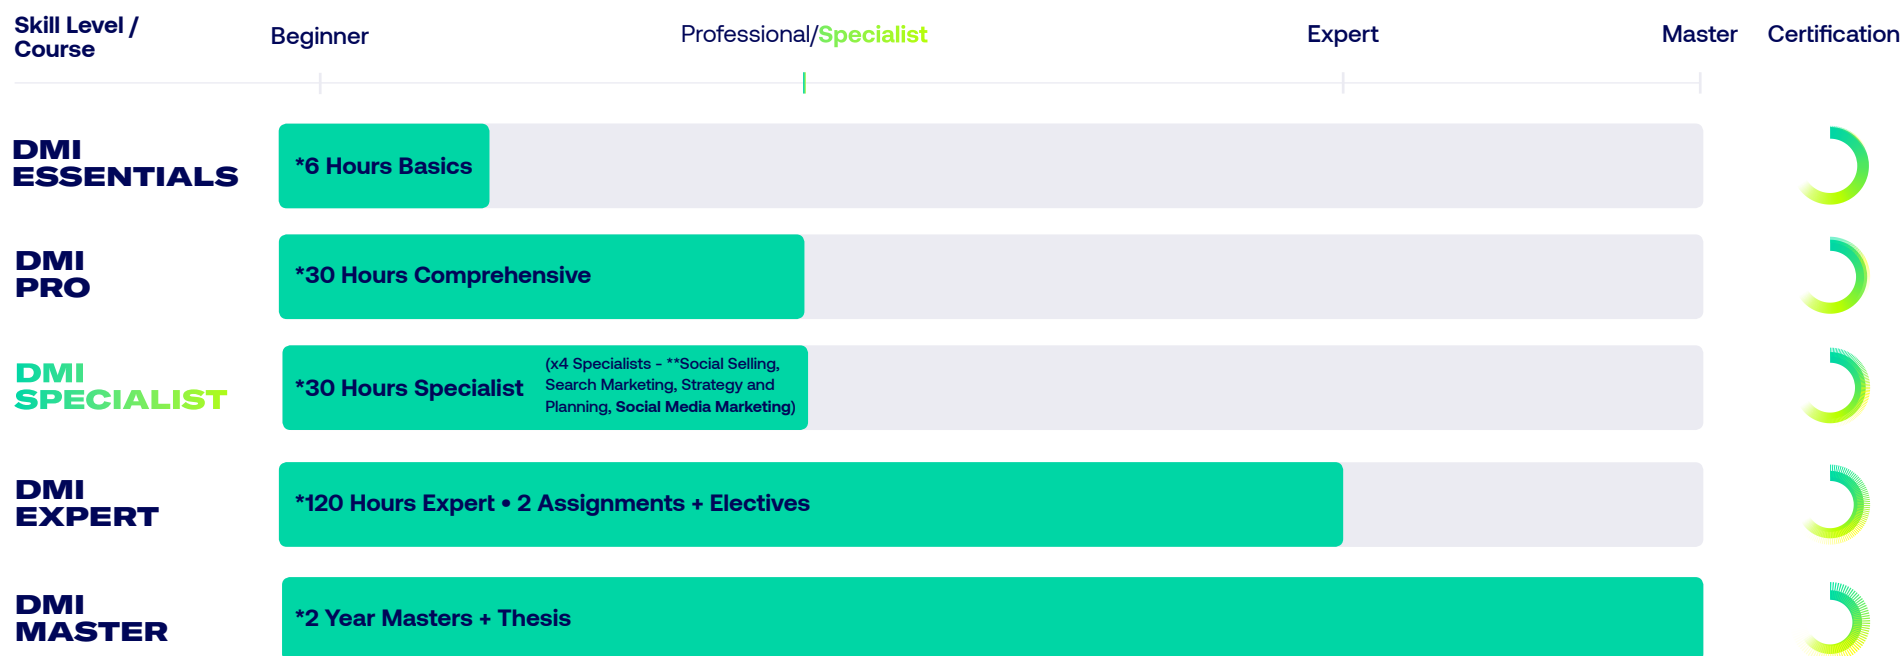 Skill Level /
Course
Beginner
Professional/Specialist
Expert
Master
Certification
DMI
ESSENTIALS
*6 Hours Basics
DMI
PRO
*30 Hours Comprehensive
DMI
SPECIALIST
*30 Hours Specialist
(x4 Specialists - **Social Selling,
Search Marketing, Strategy and
Planning, Social Media Marketing)
DMI
EXPERT
*120 Hours Expert • 2 Assignments + Electives
DMI
MASTER
*2 Year Masters + Thesis